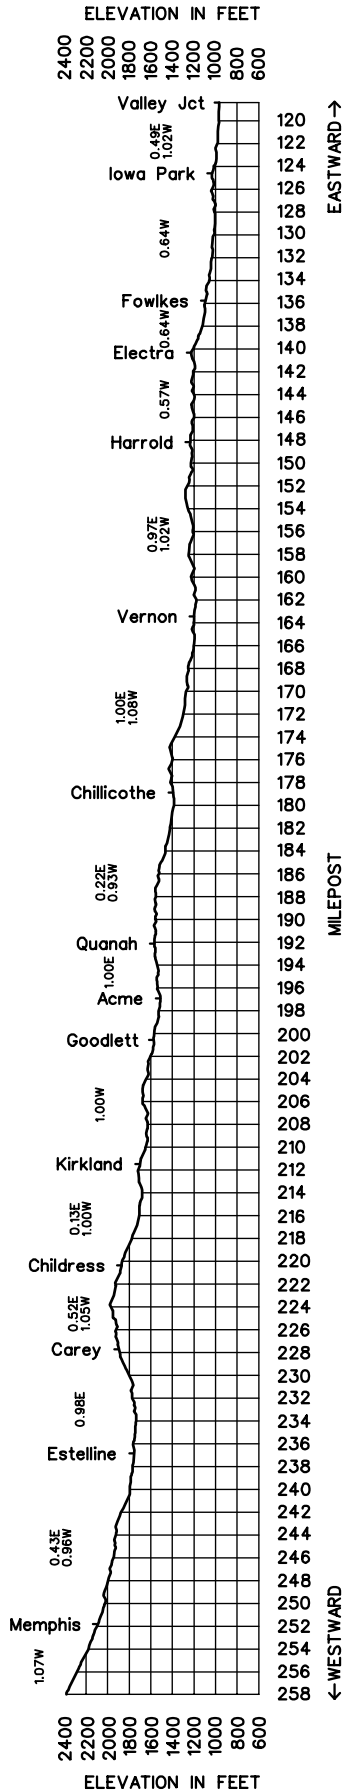 ELEVATION IN FEET
2400 2200 2000 1800 1600 1400 1200 1000 800 600
Valley Jct
120
0.49E
1.02W
122
EASTWARD→
124
Iowa Park
126
128
0.64W
130
132
134
Fowlkes
136
138
0.64W
140
Electra
142
0.57W
144
146
Harrold
148
150
152
154
0.97E
1.02W
156
158
160
162
Vernon
164
166
168
170
1.00E
1.08W
172
174
176
178
Chillicothe
180
182
184
0.22E
0.93W
186
188
MILEPOST
190
Quanah
192
1.00E
194
196
Acme
198
Goodlett
200
202
204
1.00W
206
208
210
Kirkland
212
214
0.13E
1.00W
216
218
Childress
220
222
0.52E
1.05W
224
226
Carey
228
230
0.98E
232
234
Estelline
236
238
240
242
0.43E
0.96W
244
246
248
250
Memphis
252
←WESTWARD
254
1.07W
256
258
2400 2200 2000 1800 1600 1400 1200 1000 800 600
ELEVATION IN FEET